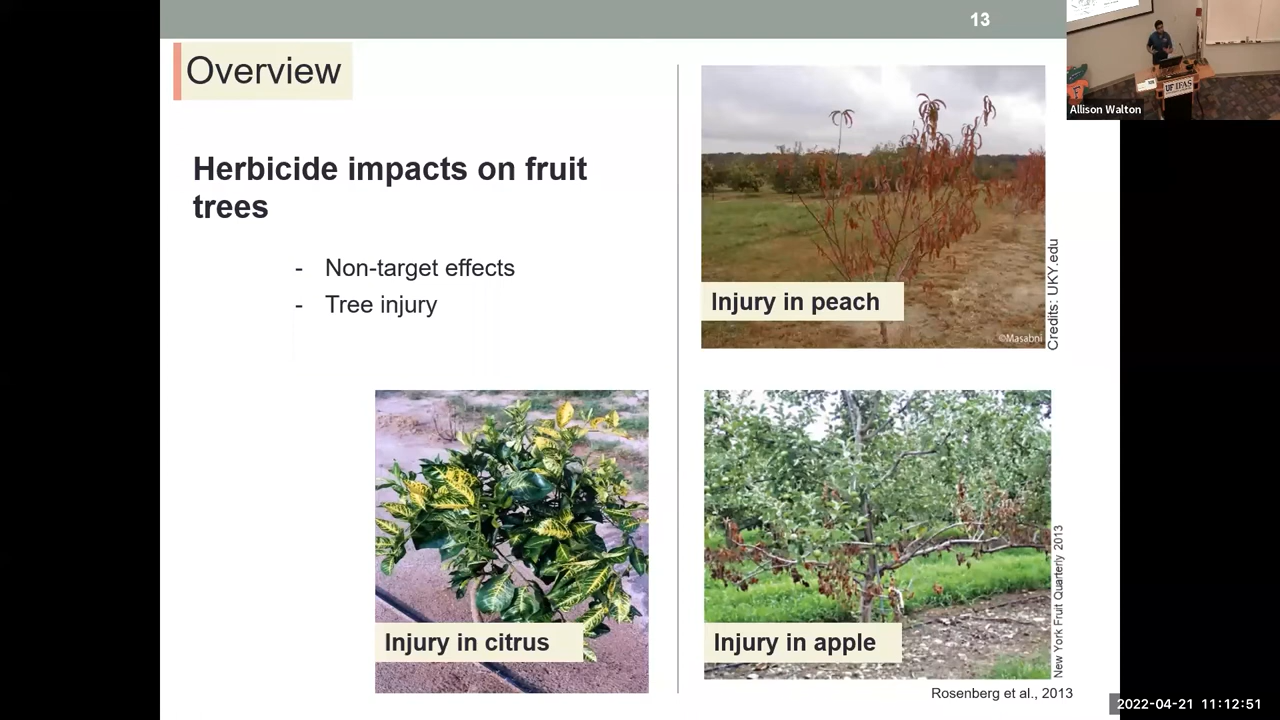 13
Overview
Herbicide impacts on fruit
trees
- Non-target effects
- Tree injury
Injury in peach
©Masabni
Credits: UKY.edu
Injury in citrus
Injury in apple
New York Fruit Quarterly 2013
Rosenberg et al., 2013
UF IFAS
F
Allison Walton
2022-04-21 11:12:51